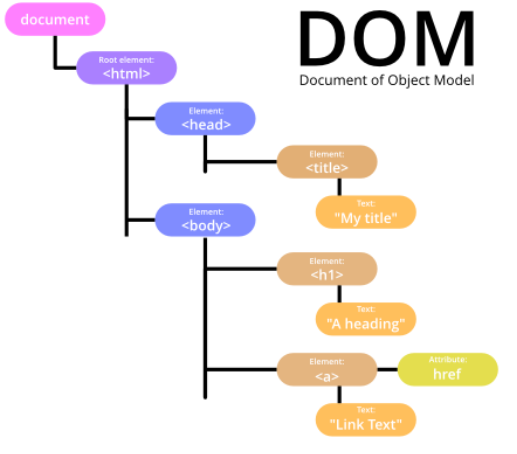 document
DOM
Document of Object Model
Root element:
<html>
Element:
<head>
Element:
<title>
Text:
"My title"
Element:
<body>
Element:
<h1>
Text:
"A heading"
Element:
<a>
Attribute:
href
Text:
"Link Text"